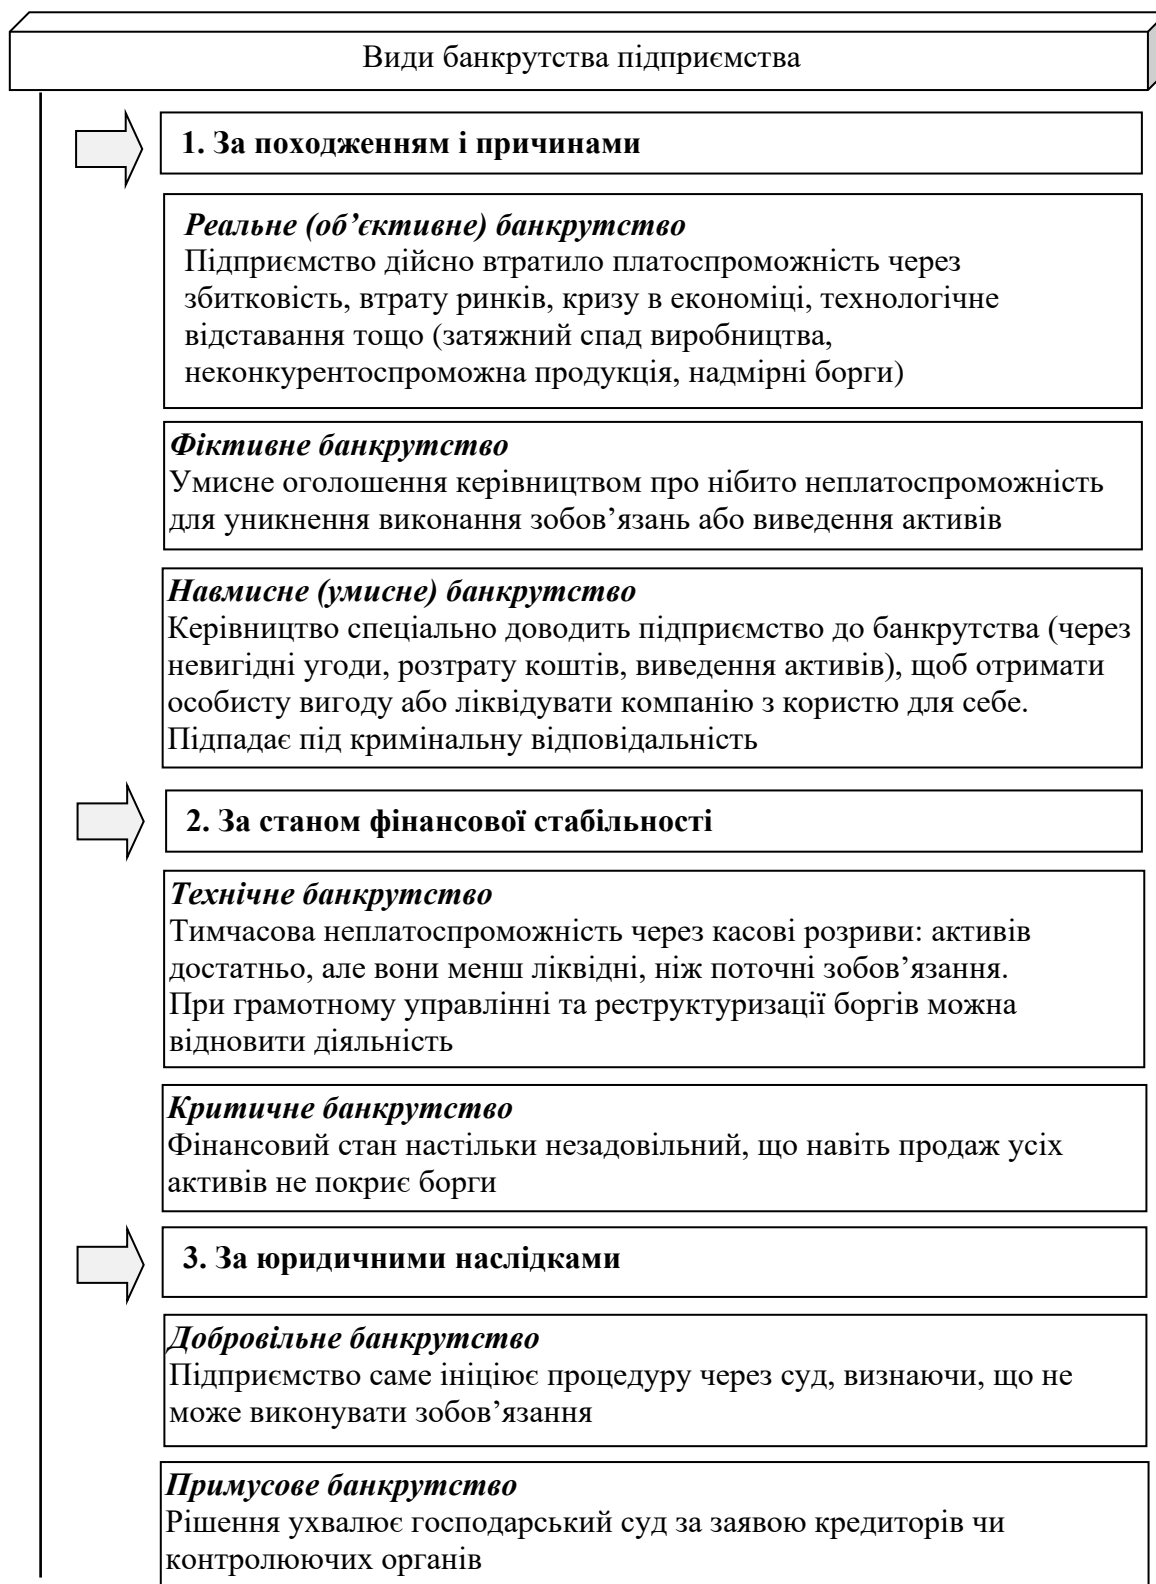 Види банкрутства підприємства
1. За походженням і причинами
Реальне (об’єктивне) банкрутство
Підприємство дійсно втратило платоспроможність через
збитковість, втрату ринків, кризу в економіці, технологічне
відставання тощо (затяжний спад виробництва,
неконкурентоспроможна продукція, надмірні борги)
Фіктивне банкрутство
Умисне оголошення керівництвом про нібито неплатоспроможність
для уникнення виконання зобов’язань або виведення активів
Навмисне (умисне) банкрутство
Керівництво спеціально доводить підприємство до банкрутства (через
невигідні угоди, розтрату коштів, виведення активів), щоб отримати
особисту вигоду або ліквідувати компанію з користю для себе.
Підпадає під кримінальну відповідальність
2. За станом фінансової стабільності
Технічне банкрутство
Тимчасова неплатоспроможність через касові розриви: активів
достатньо, але вони менш ліквідні, ніж поточні зобов’язання.
При грамотному управлінні та реструктуризації боргів можна
відновити діяльність
Критичне банкрутство
Фінансовий стан настільки незадовільний, що навіть продаж усіх
активів не покриє борги
3. За юридичними наслідками
Добровільне банкрутство
Підприємство саме ініціює процедуру через суд, визнаючи, що не
може виконувати зобов’язання
Примусове банкрутство
Рішення ухвалює господарський суд за заявою кредиторів чи
контролюючих органів